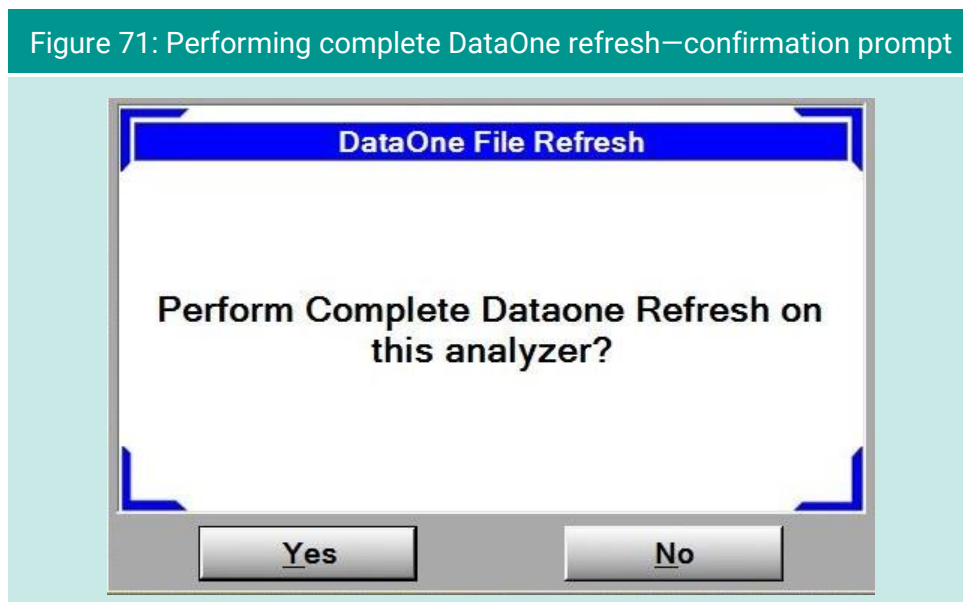 Figure 71: Performing complete DataOne refresh—confirmation prompt
DataOne File Refresh
Perform Complete Dataone Refresh on
this analyzer?
Yes
No